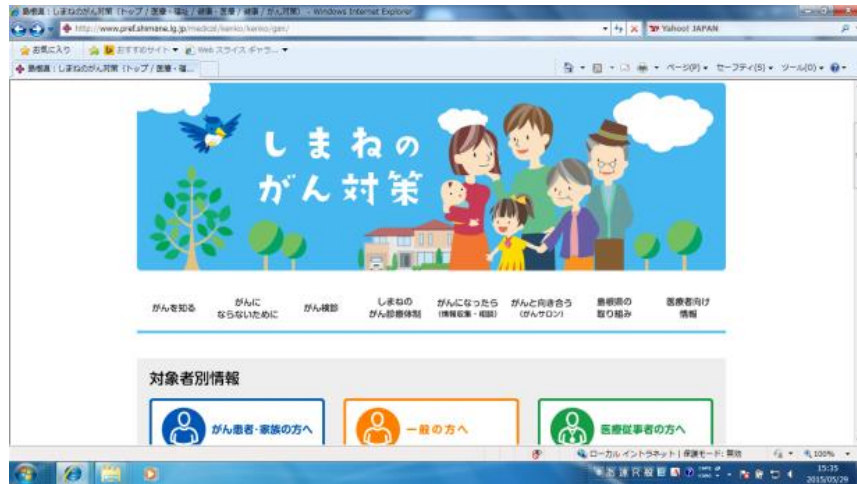 島根県：しまねのがん対策（トップ / 医療・福祉 / 健康・医療 / 健康 / がん対策） - Windows Internet Explorer
http://www.pref.shimane.lg.jp/medical/kenko/kenko/gan/
Yahoo! JAPAN
お気に入り おすすめサイト Web スライス ギャラ...
島根県：しまねのがん対策（トップ / 医療・福...
ページ(P) セーフティ(S) ツール(O)
しまねの
がん対策
がんを知る
がんに
ならないために
がん検診
しまねの
がん診療体制
がんになったら
（情報収集・相談）
がんと向き合う
（がんサロン）
島根県の
取り組み
医療者向け
情報
対象者別情報
がん患者・家族の方へ
一般の方へ
医療従事者の方へ
ローカル イントラネット | 保護モード: 無効
100%
15:35
2015/05/29